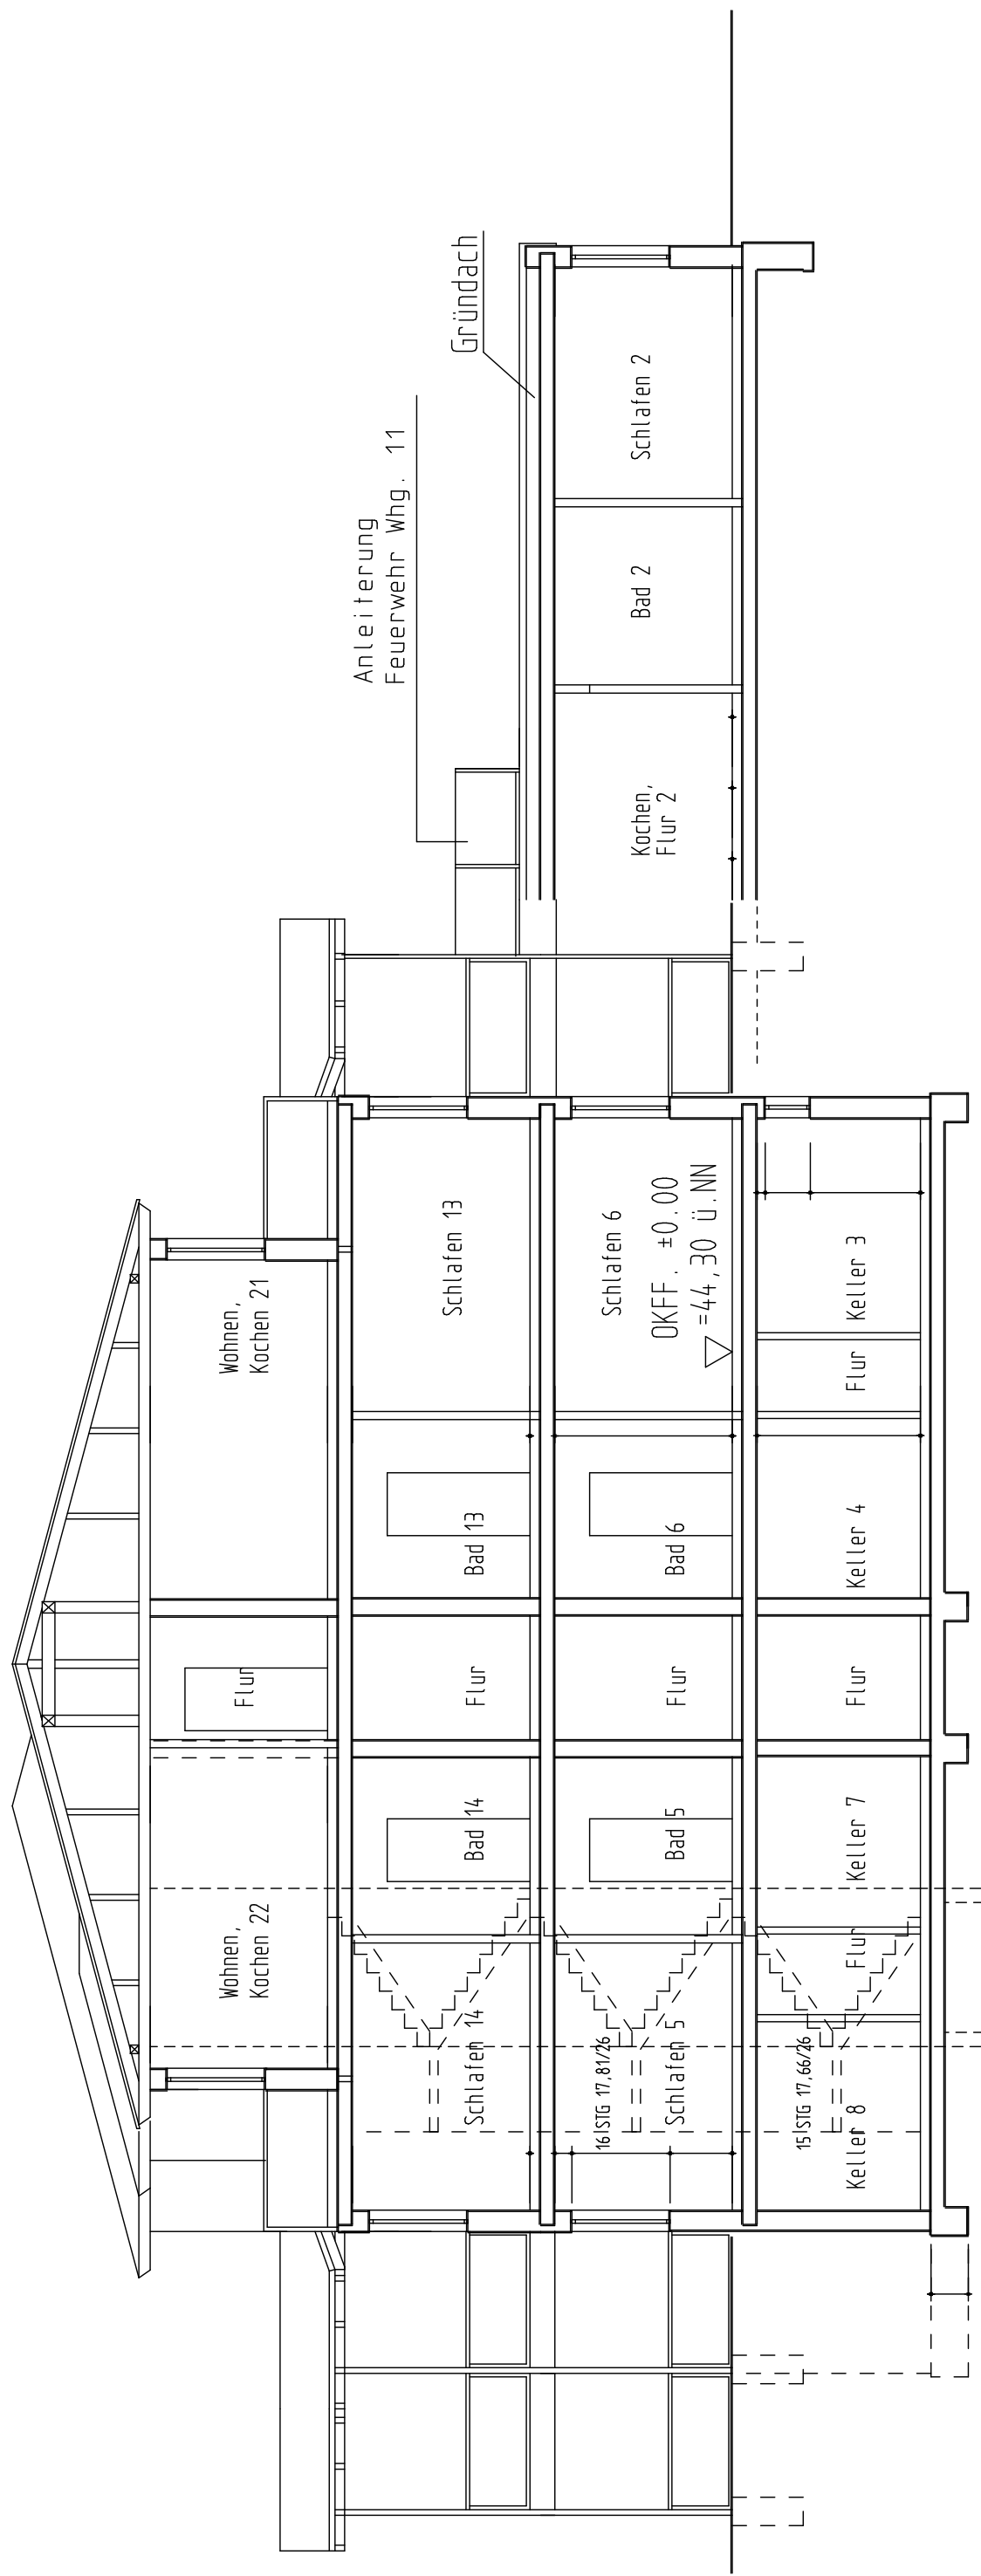 Gründach
Anleiterung
Feuerwehr Whg. 11
Wohnen,
Kochen 22
Flur
Wohnen,
Kochen 21
Schlafen 14
Bad 14
Flur
Bad 13
Schlafen 13
16 STG 17,81/26
Schlafen 5
Bad 5
Flur
Bad 6
Schlafen 6
OKFF. ±0.00
=44,30 ü.NN
Kochen,
Flur 2
Bad 2
Schlafen 2
15 STG 17,66/26
Keller 8
Flur
Keller 7
Flur
Keller 4
Flur
Keller 3